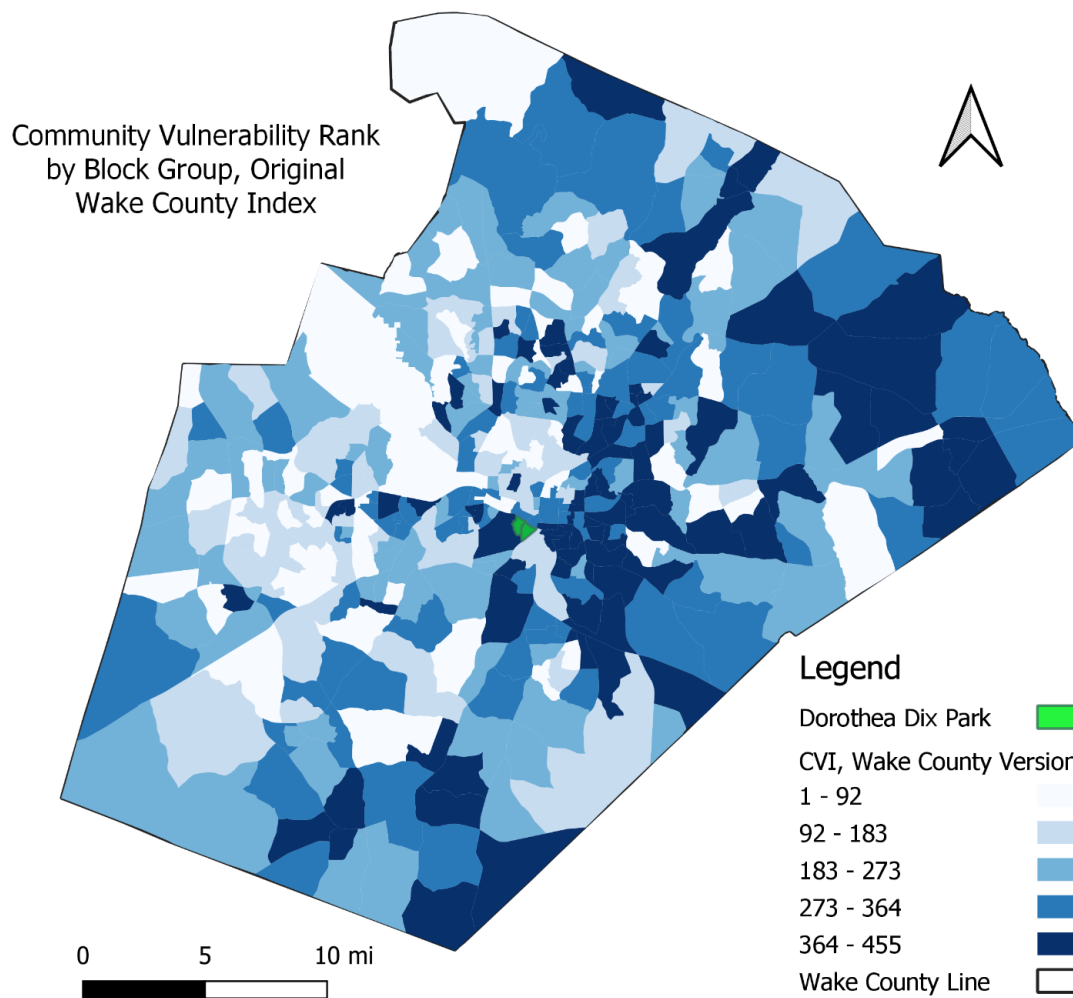 Community Vulnerability Rank
by Block Group, Original
Wake County Index
Legend
Dorothea Dix Park
CVI, Wake County Version
1 - 92
92 - 183
183 - 273
273 - 364
364 - 455
Wake County Line
0 5 10 mi